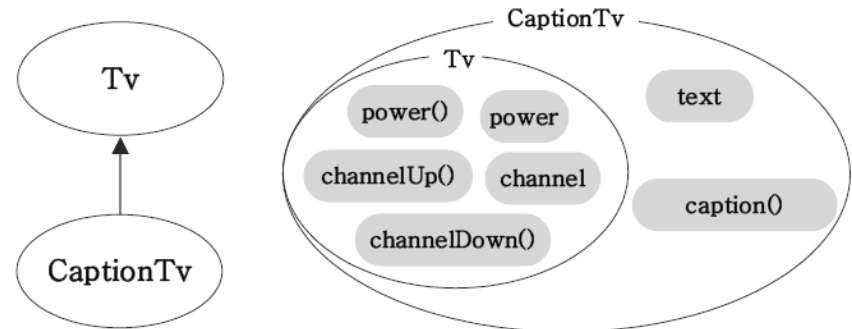 Tv
CaptionTv
CaptionTv
Tv
power()
power
channelUp()
channel
channelDown()
text
caption()